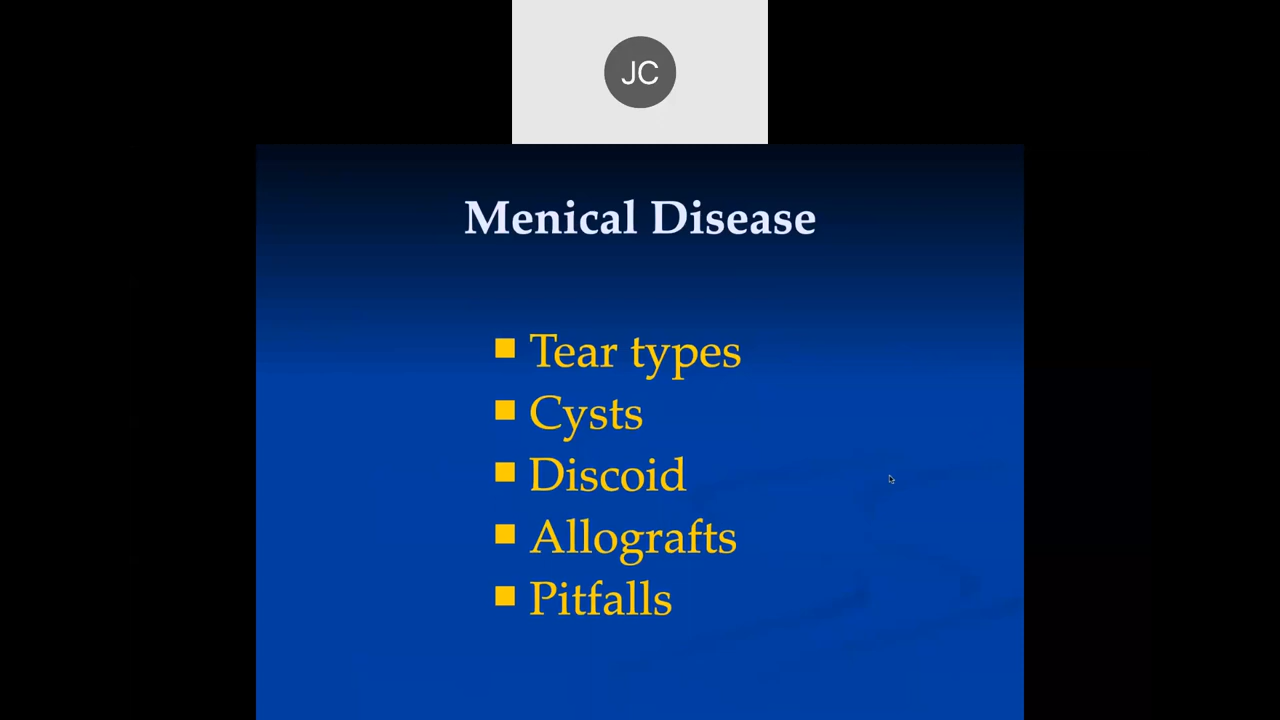 JC
Menical Disease
Tear types
Cysts
Discoid
Allografts
Pitfalls